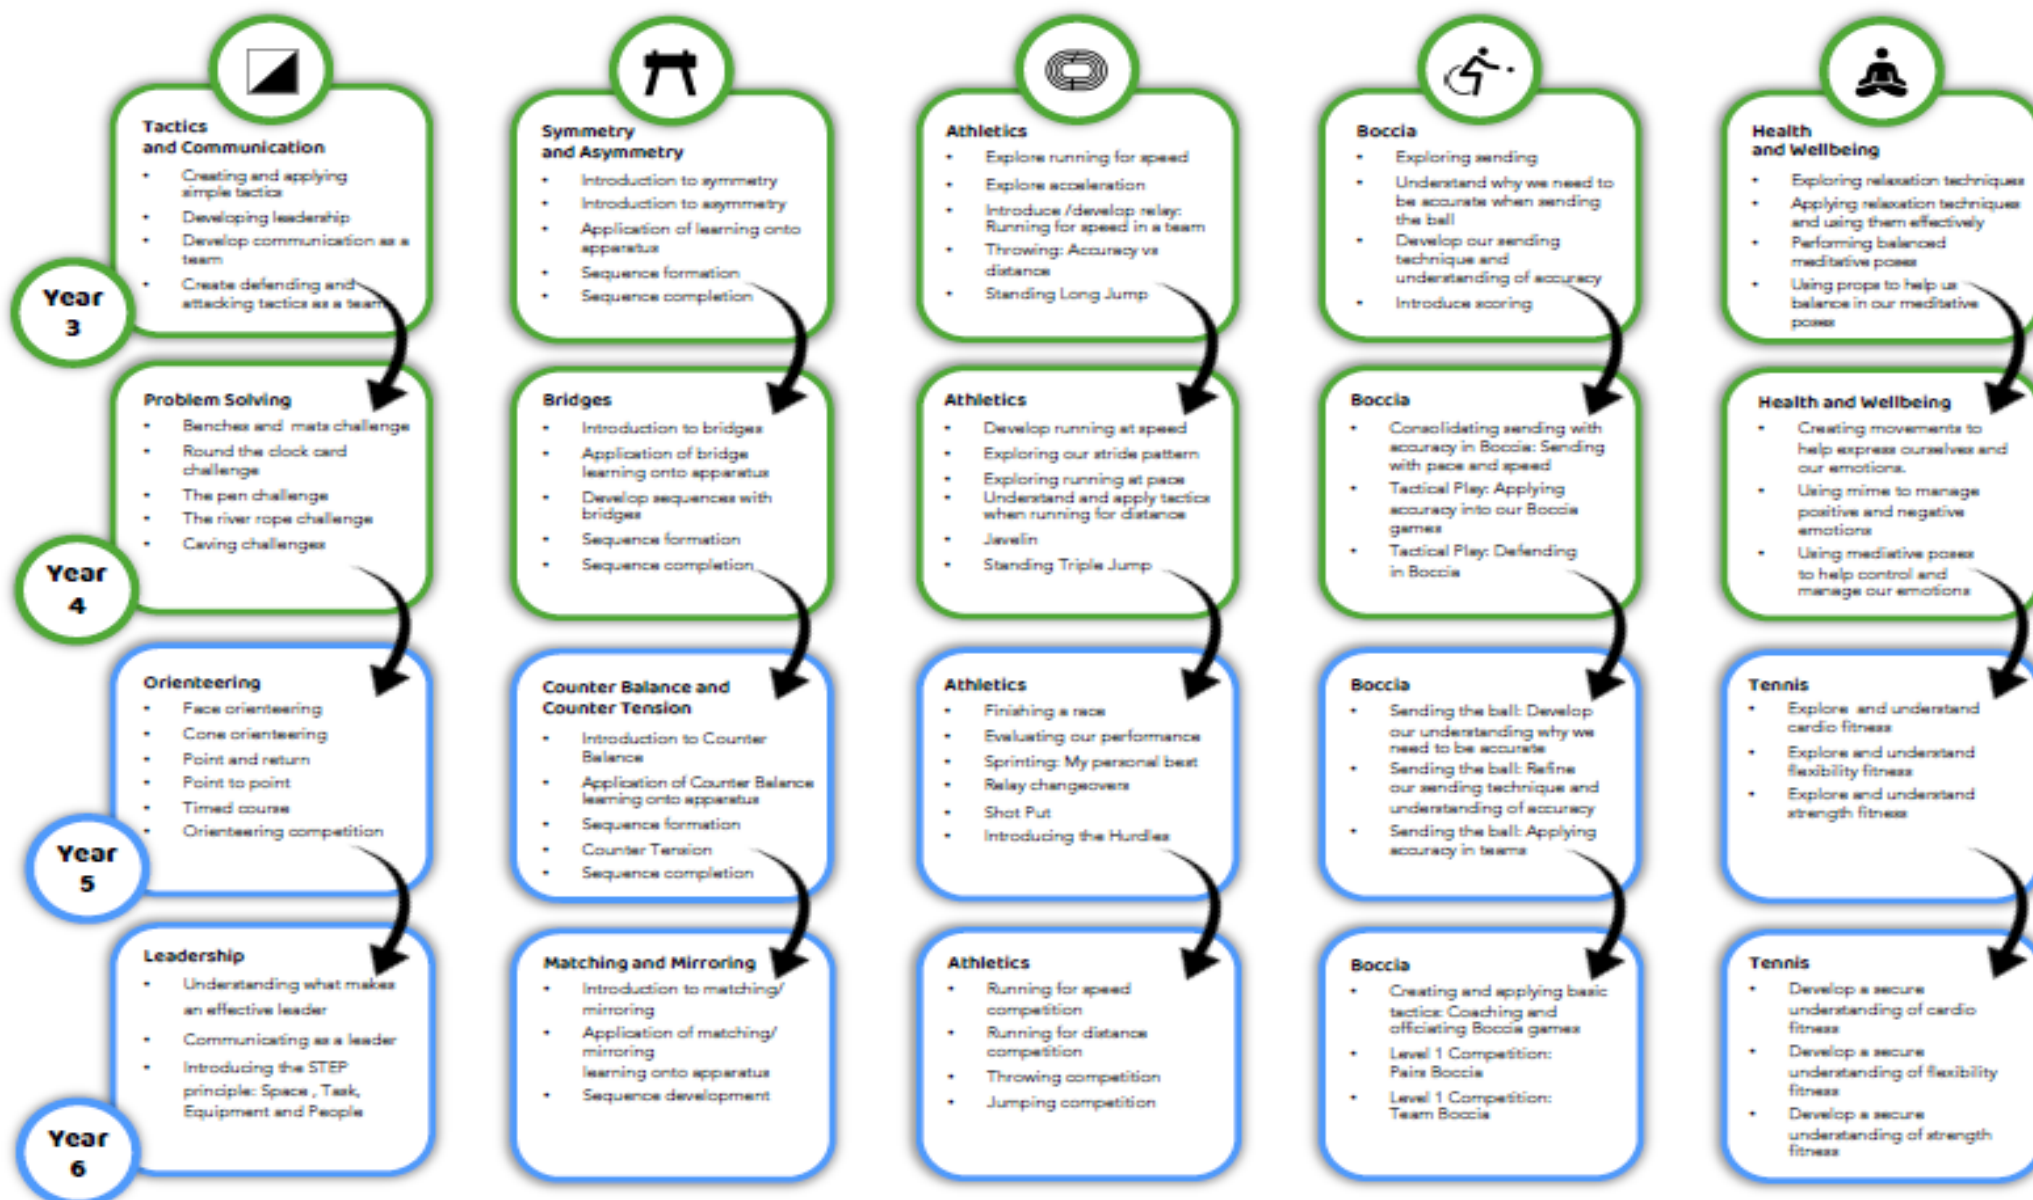 Year
3
Tactics
and Communication
• Creating and applying
simple tactics
• Developing leadership
• Develop communication as a
team
• Create defending and
attacking tactics as a team
Symmetry
and Asymmetry
• Introduction to symmetry
• Introduction to asymmetry
• Application of learning onto
apparatus
• Sequence formation
• Sequence completion
Athletics
• Explore running for speed
• Explore acceleration
• Introduce /develop relay:
Running for speed in a team
• Throwing: Accuracy vs
distance
• Standing Long Jump
Boccia
• Exploring sending
• Understand why we need to
be accurate when sending
the ball
• Develop our sending
technique and
understanding of accuracy
• Introduce scoring
Health
and Wellbeing
• Exploring relaxation techniques
• Applying relaxation techniques
and using them effectively
• Performing balanced
meditative poses
• Using props to help us
balance in our meditative
poses
Year
4
Problem Solving
• Benches and mats challenge
• Round the clock card
challenge
• The pen challenge
• The river rope challenge
• Caving challenges
Bridges
• Introduction to bridges
• Application of bridge
learning onto apparatus
• Develop sequences with
bridges
• Sequence formation
• Sequence completion
Athletics
• Develop running at speed
• Exploring our stride pattern
• Exploring running at pace
• Understand and apply tactics
when running for distance
• Javelin
• Standing Triple Jump
Boccia
• Consolidating sending with
accuracy in Boccia: Sending
with pace and speed
• Tactical Play: Applying
accuracy into our Boccia
games
• Tactical Play: Defending
in Boccia
Health and Wellbeing
• Creating movements to
help express ourselves and
our emotions.
• Using mime to manage
positive and negative
emotions
• Using mediative poses
to help control and
manage our emotions
Year
5
Orienteering
• Face orienteering
• Cone orienteering
• Point and return
• Point to point
• Timed course
• Orienteering competition
Counter Balance and
Counter Tension
• Introduction to Counter
Balance
• Application of Counter Balance
learning onto apparatus
• Sequence formation
• Counter Tension
• Sequence completion
Athletics
• Finishing a race
• Evaluating our performance
• Sprinting: My personal best
• Relay changeovers
• Shot Put
• Introducing the Hurdles
Boccia
• Sending the ball: Develop
our understanding why we
need to be accurate
• Sending the ball: Refine
our sending technique and
understanding of accuracy
• Sending the ball: Applying
accuracy in teams
Tennis
• Explore and understand
cardio fitness
• Explore and understand
flexibility fitness
• Explore and understand
strength fitness
Year
6
Leadership
• Understanding what makes
an effective leader
• Communicating as a leader
• Introducing the STEP
principle: Space , Task,
Equipment and People
Matching and Mirroring
• Introduction to matching/
mirroring
• Application of matching/
mirroring
learning onto apparatus
• Sequence development
Athletics
• Running for speed
competition
• Running for distance
competition
• Throwing competition
• Jumping competition
Boccia
• Creating and applying basic
tactics: Coaching and
officiating Boccia games
• Level 1 Competition:
Pairs Boccia
• Level 1 Competition:
Team Boccia
Tennis
• Develop a secure
understanding of cardio
fitness
• Develop a secure
understanding of flexibility
fitness
• Develop a secure
understanding of strength
fitness